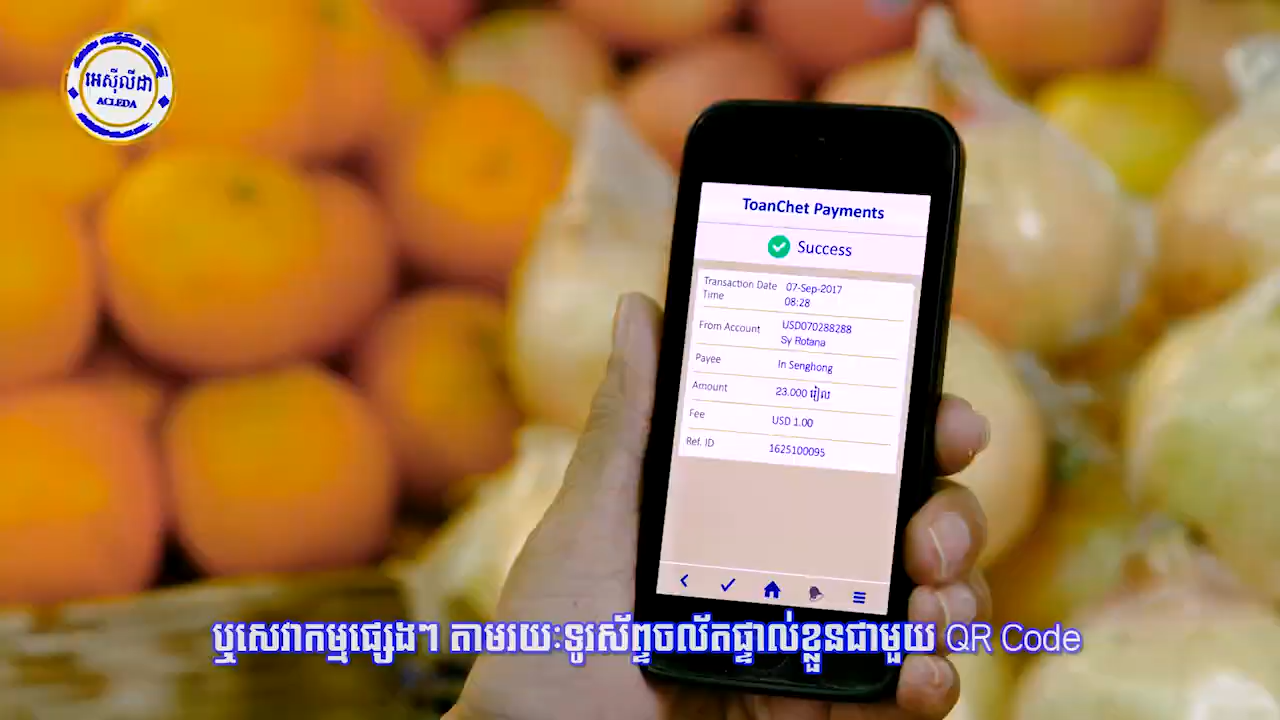 អេស៊ីលីដា
ACLEDA
ToanChet Payments
Success
Transaction Date 07-Sep-2017
Time 08:28
From Account USD070288288
Sy Rotana
Payee In Senghong
Amount 23.000 រៀល
Fee USD 1.00
Ref. ID 1625100095
ឬសេវាកម្មផ្សេងៗ តាមរយៈទូរស័ព្ទចល័តផ្ទាល់ខ្លួនជាមួយ QR Code